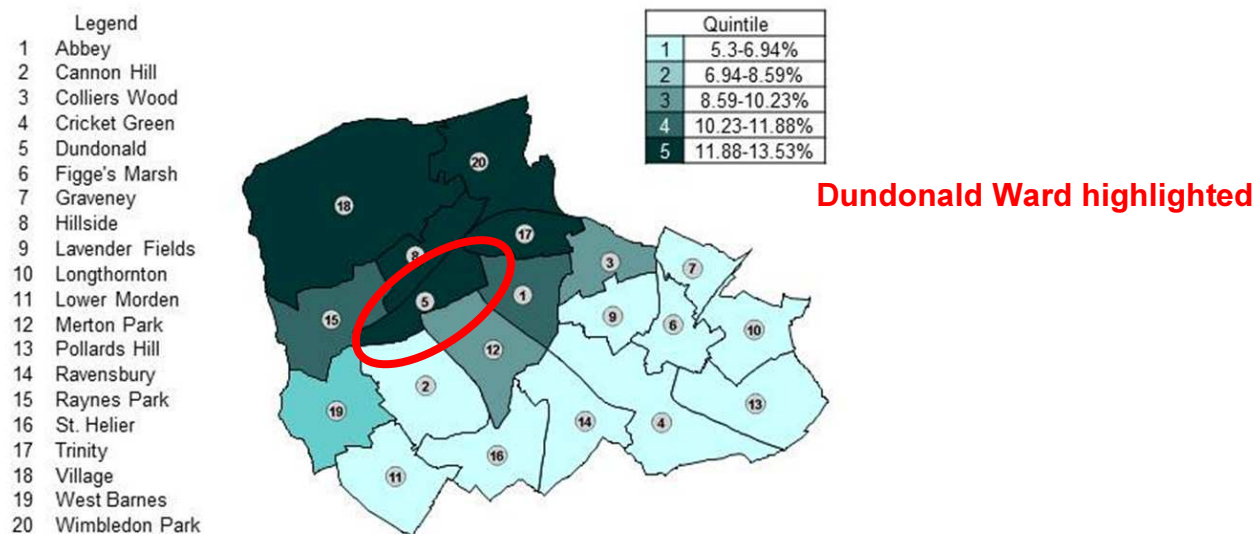 Legend
1 Abbey
2 Cannon Hill
3 Colliers Wood
4 Cricket Green
5 Dundonald
6 Figge's Marsh
7 Graveney
8 Hillside
9 Lavender Fields
10 Longthornton
11 Lower Morden
12 Merton Park
13 Pollards Hill
14 Ravensbury
15 Raynes Park
16 St. Helier
17 Trinity
18 Village
19 West Barnes
20 Wimbledon Park
Quintile
1 5.3-6.94%
2 6.94-8.59%
3 8.59-10.23%
4 10.23-11.88%
5 11.88-13.53%
Dundonald Ward highlighted
20
18
17
8
3
7
5
1
15
9
6
10
12
2
19
13
14
4
16
11